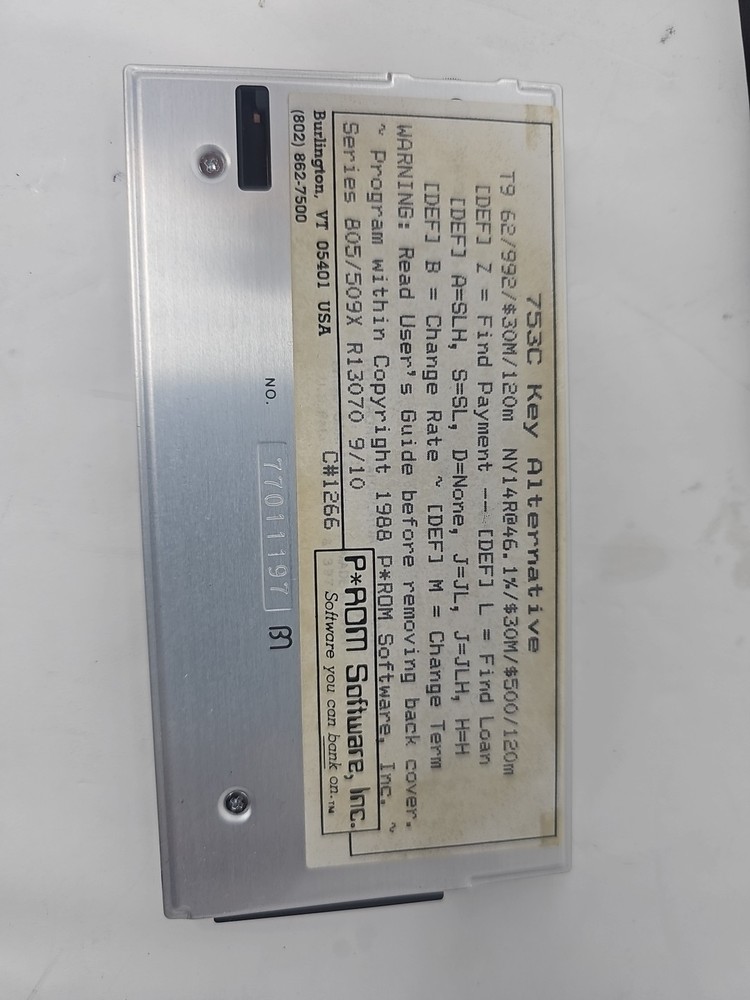 753C Key Alternative
T9 62/992/$30M/120m NY14R@46.1%/$30M/$500/120m
[DEF] Z = Find Payment -- [DEF] L = Find Loan
[DEF] A=SLH, S=SL, D=None, J=JL, J=JLH, H=H
[DEF] B = Change Rate ~ [DEF] M = Change Term
WARNING: Read User's Guide before removing back cover.
~ Program within Copyright 1988 P*ROM Software, Inc. ~
Series 805/509X R13070 9/10
P*ROM Software, Inc.
Software you can bank on.™
Burlington, VT 05401 USA
C#1266
(802) 862-7500
NO. 77011197